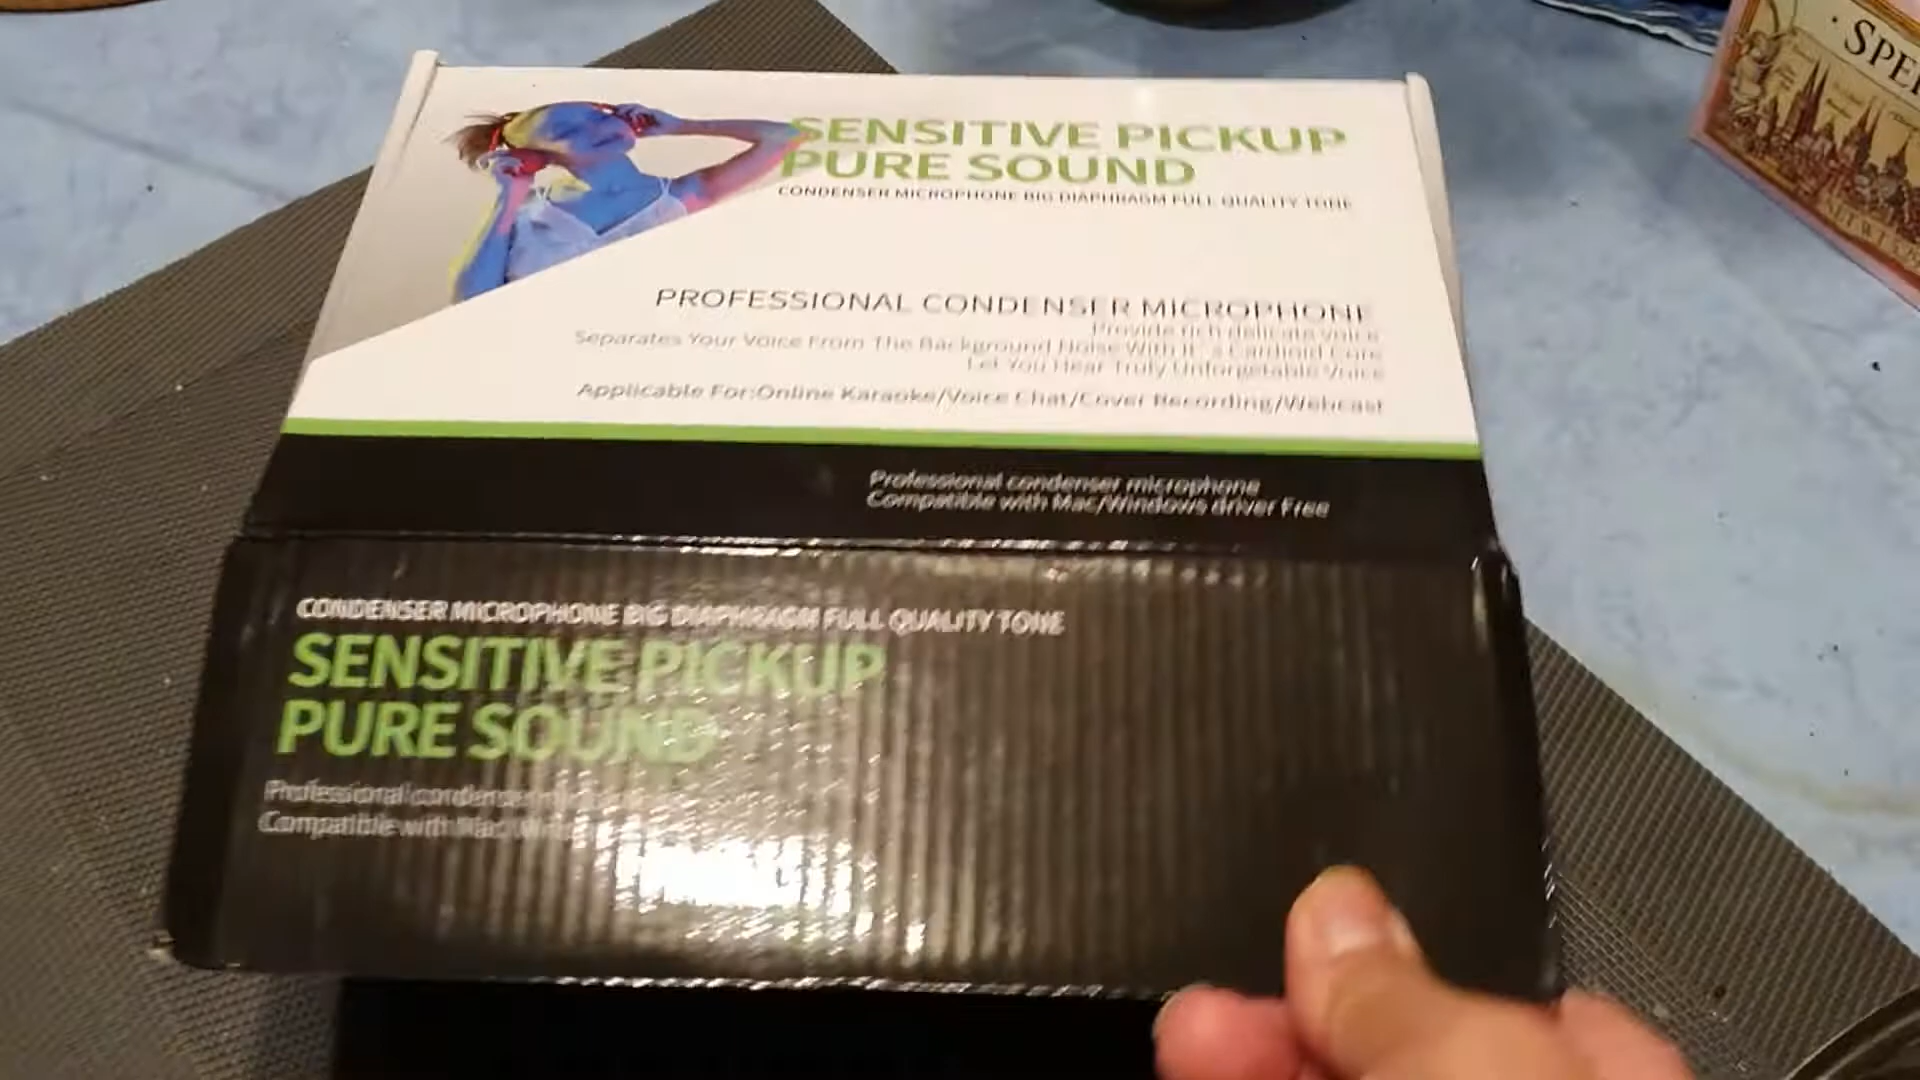 SPE
SENSITIVE PICKUP
PURE SOUND
CONDENSER MICROPHONE BIG DIAPHRAGM FULL QUALITY TONE
PROFESSIONAL CONDENSER MICROPHONE
Provide rich delicate voice
Separates Your Voice From The Background Noise With It's Cardioid Core
Let You Hear Truly Unforgetable Voice
Applicable For:Online Karaoke/Voice Chat/Cover Recording/Webcast
Professional condenser microphone
Compatible with Mac/Windows driver Free
CONDENSER MICROPHONE BIG DIAPHRAGM FULL QUALITY TONE
SENSITIVE PICKUP
PURE SOUND
Professional condenser
Compatible with Mac